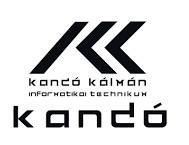 kandó kálmán
informatikai technikum
kandó